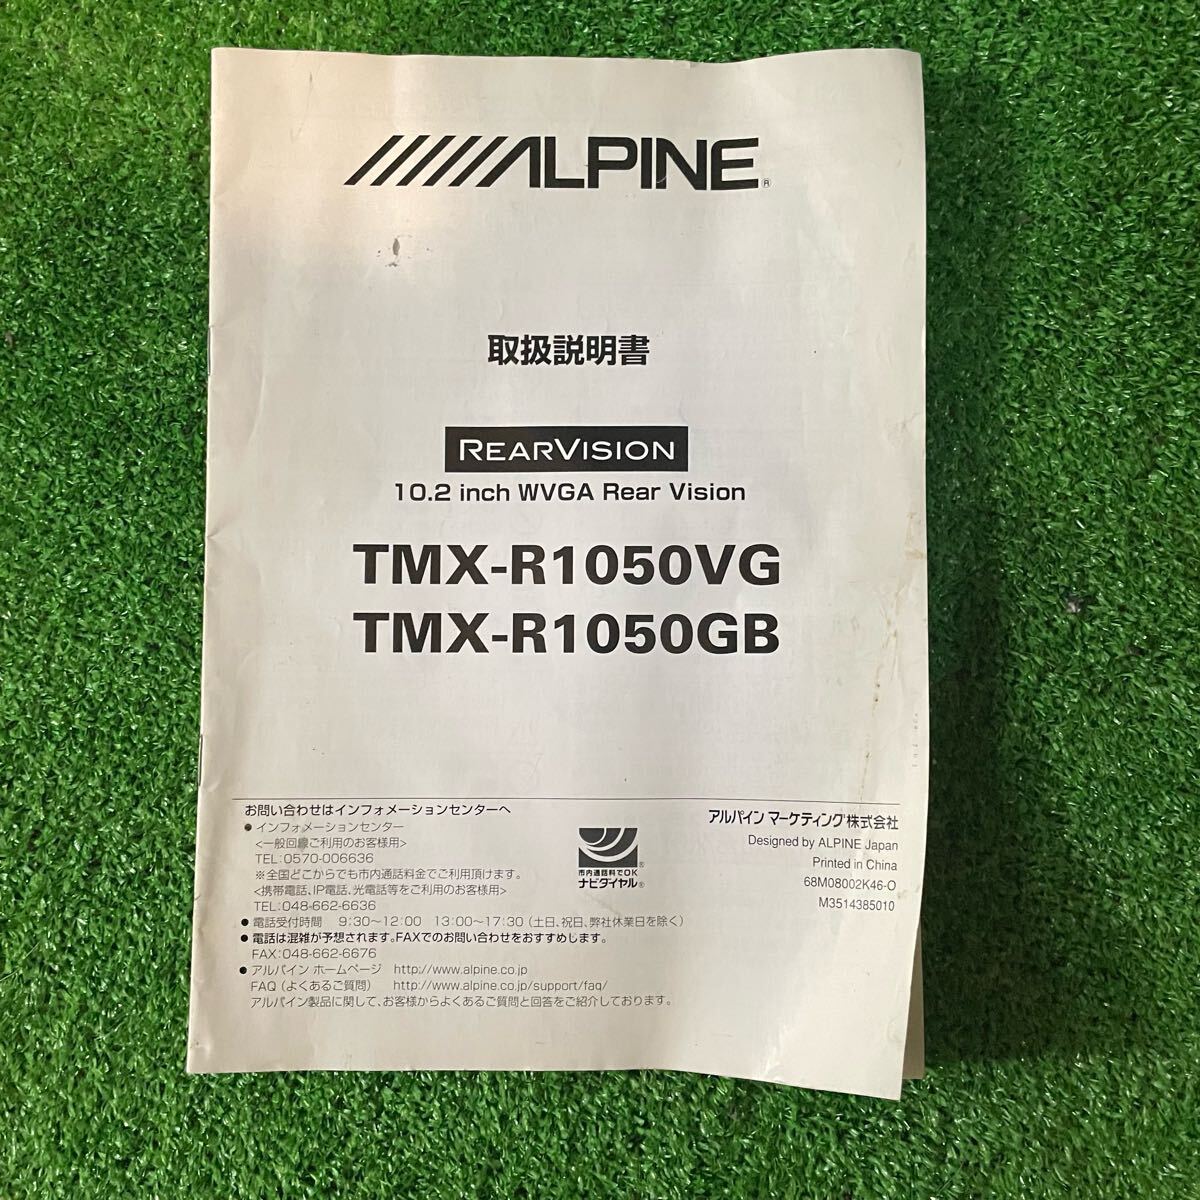 ALPINE®
取扱説明書
REARVISION
10.2 inch WVGA Rear Vision
TMX-R1050VG
TMX-R1050GB
お問い合わせはインフォメーションセンターへ
● インフォメーションセンター
<一般回線ご利用のお客様用>
TEL:0570-006636
※全国どこからでも市内通話料金でご利用頂けます。
<携帯電話、IP電話、光電話等をご利用のお客様用>
TEL:048-662-6636
● 電話受付時間 9:30〜12:00 13:00〜17:30（土日、祝日、弊社休業日を除く）
● 電話は混雑が予想されます。FAXでのお問い合わせをおすすめします。
FAX:048-662-6676
● アルパイン ホームページ http://www.alpine.co.jp
FAQ（よくあるご質問） http://www.alpine.co.jp/support/faq/
アルパイン製品に関して、お客様からよくあるご質問と回答をご紹介しております。
市内通話料でOK
ナビダイヤル®
アルパイン マーケティング株式会社
Designed by ALPINE Japan
Printed in China
68M08002K46-O
M3514385010